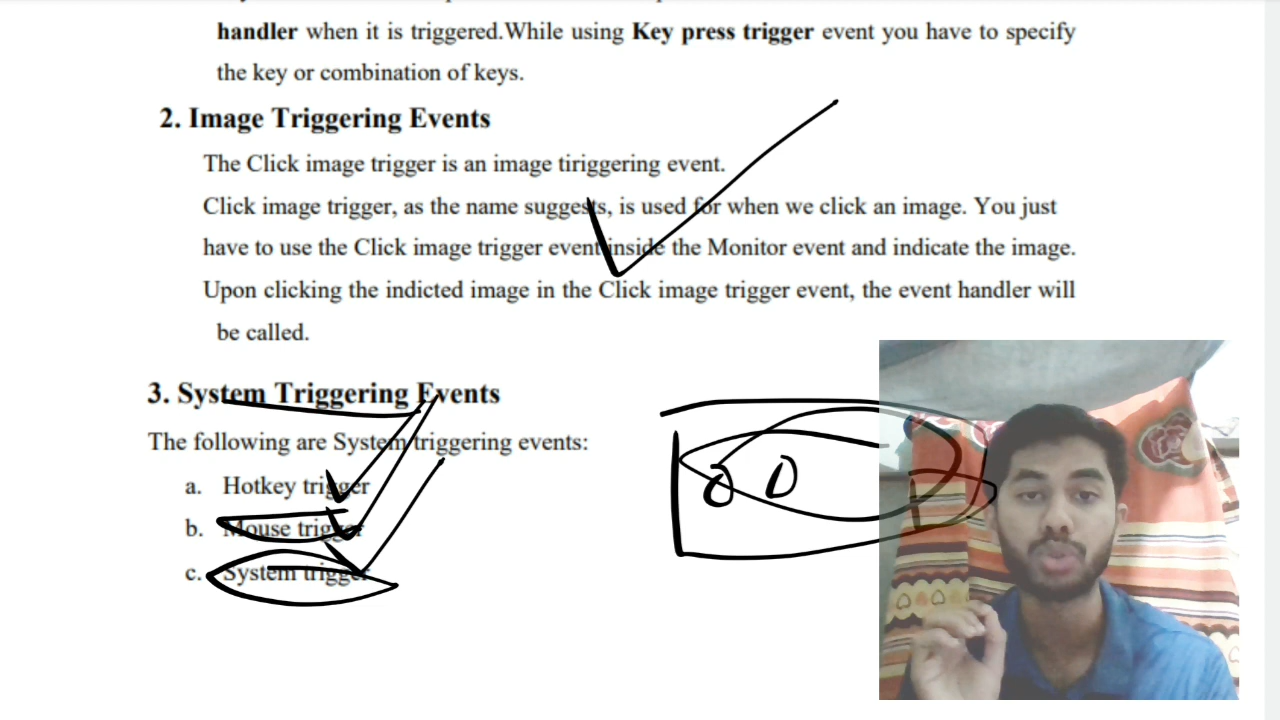 handler when it is triggered.While using Key press trigger event you have to specify
the key or combination of keys.
2. Image Triggering Events
The Click image trigger is an image tiriggering event.
Click image trigger, as the name suggests, is used for when we click an image. You just
have to use the Click image trigger event inside the Monitor event and indicate the image.
Upon clicking the indicted image in the Click image trigger event, the event handler will
be called.
3. System Triggering Events
The following are System triggering events:
a. Hotkey trigger
b. Mouse trigger
c. System trigger